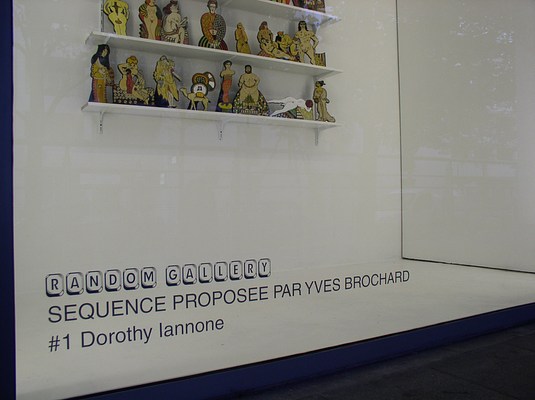 RANDOM GALLERY
SEQUENCE PROPOSEE PAR YVES BROCHARD
#1 Dorothy Iannone